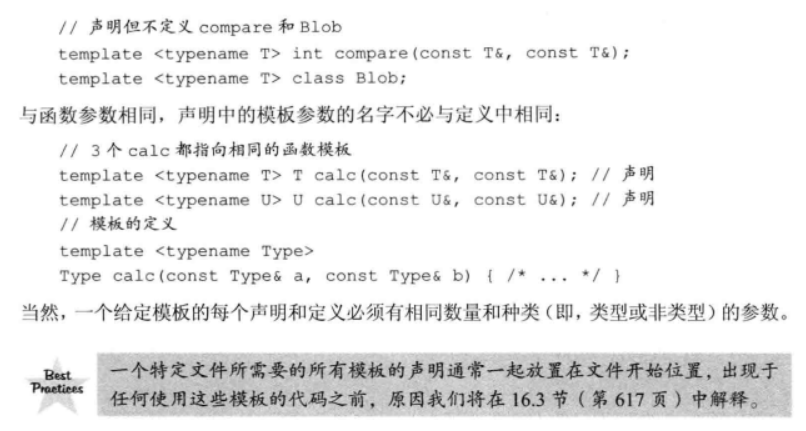 // 声明但不定义 compare 和 Blob
template <typename T> int compare(const T&, const T&);
template <typename T> class Blob;
与函数参数相同，声明中的模板参数的名字不必与定义中相同：
// 3 个 calc 都指向相同的函数模板
template <typename T> T calc(const T&, const T&); // 声明
template <typename U> U calc(const U&, const U&); // 声明
// 模板的定义
template <typename Type>
Type calc(const Type& a, const Type& b) { /* ... */ }
当然，一个给定模板的每个声明和定义必须有相同数量和种类（即，类型或非类型）的参数。
Best
Practices
一个特定文件所需要的所有模板的声明通常一起放置在文件开始位置，出现于
任何使用这些模板的代码之前，原因我们将在 16.3 节（第 617 页）中解释。